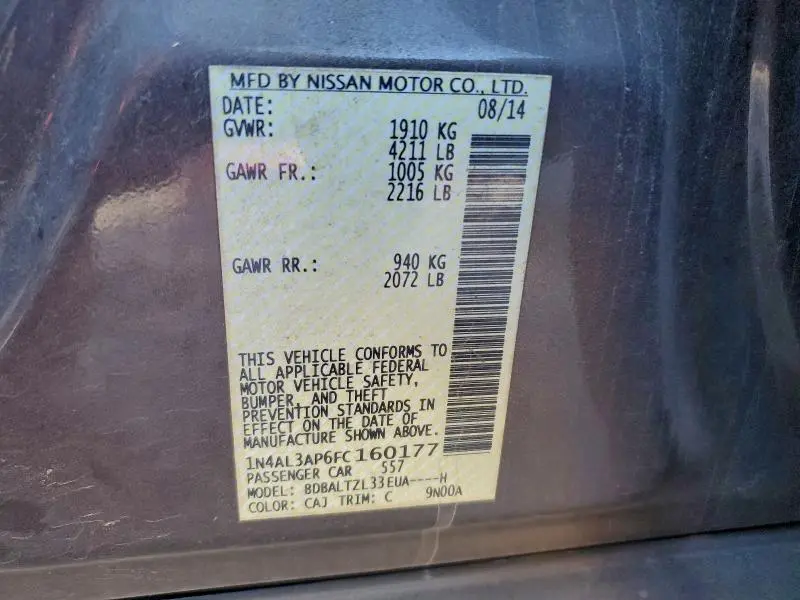 MFD BY NISSAN MOTOR CO., LTD.
DATE: 08/14
GVWR: 1910 KG
4211 LB
GAWR FR.: 1005 KG
2216 LB
GAWR RR.: 940 KG
2072 LB
THIS VEHICLE CONFORMS TO
ALL APPLICABLE FEDERAL
MOTOR VEHICLE SAFETY,
BUMPER, AND THEFT
PREVENTION STANDARDS IN
EFFECT ON THE DATE OF
MANUFACTURE SHOWN ABOVE.
1N4AL3AP6FC160177
PASSENGER CAR 557
MODEL: BDBALTZL33EUA----H
COLOR: CAJ TRIM: C 9N00A